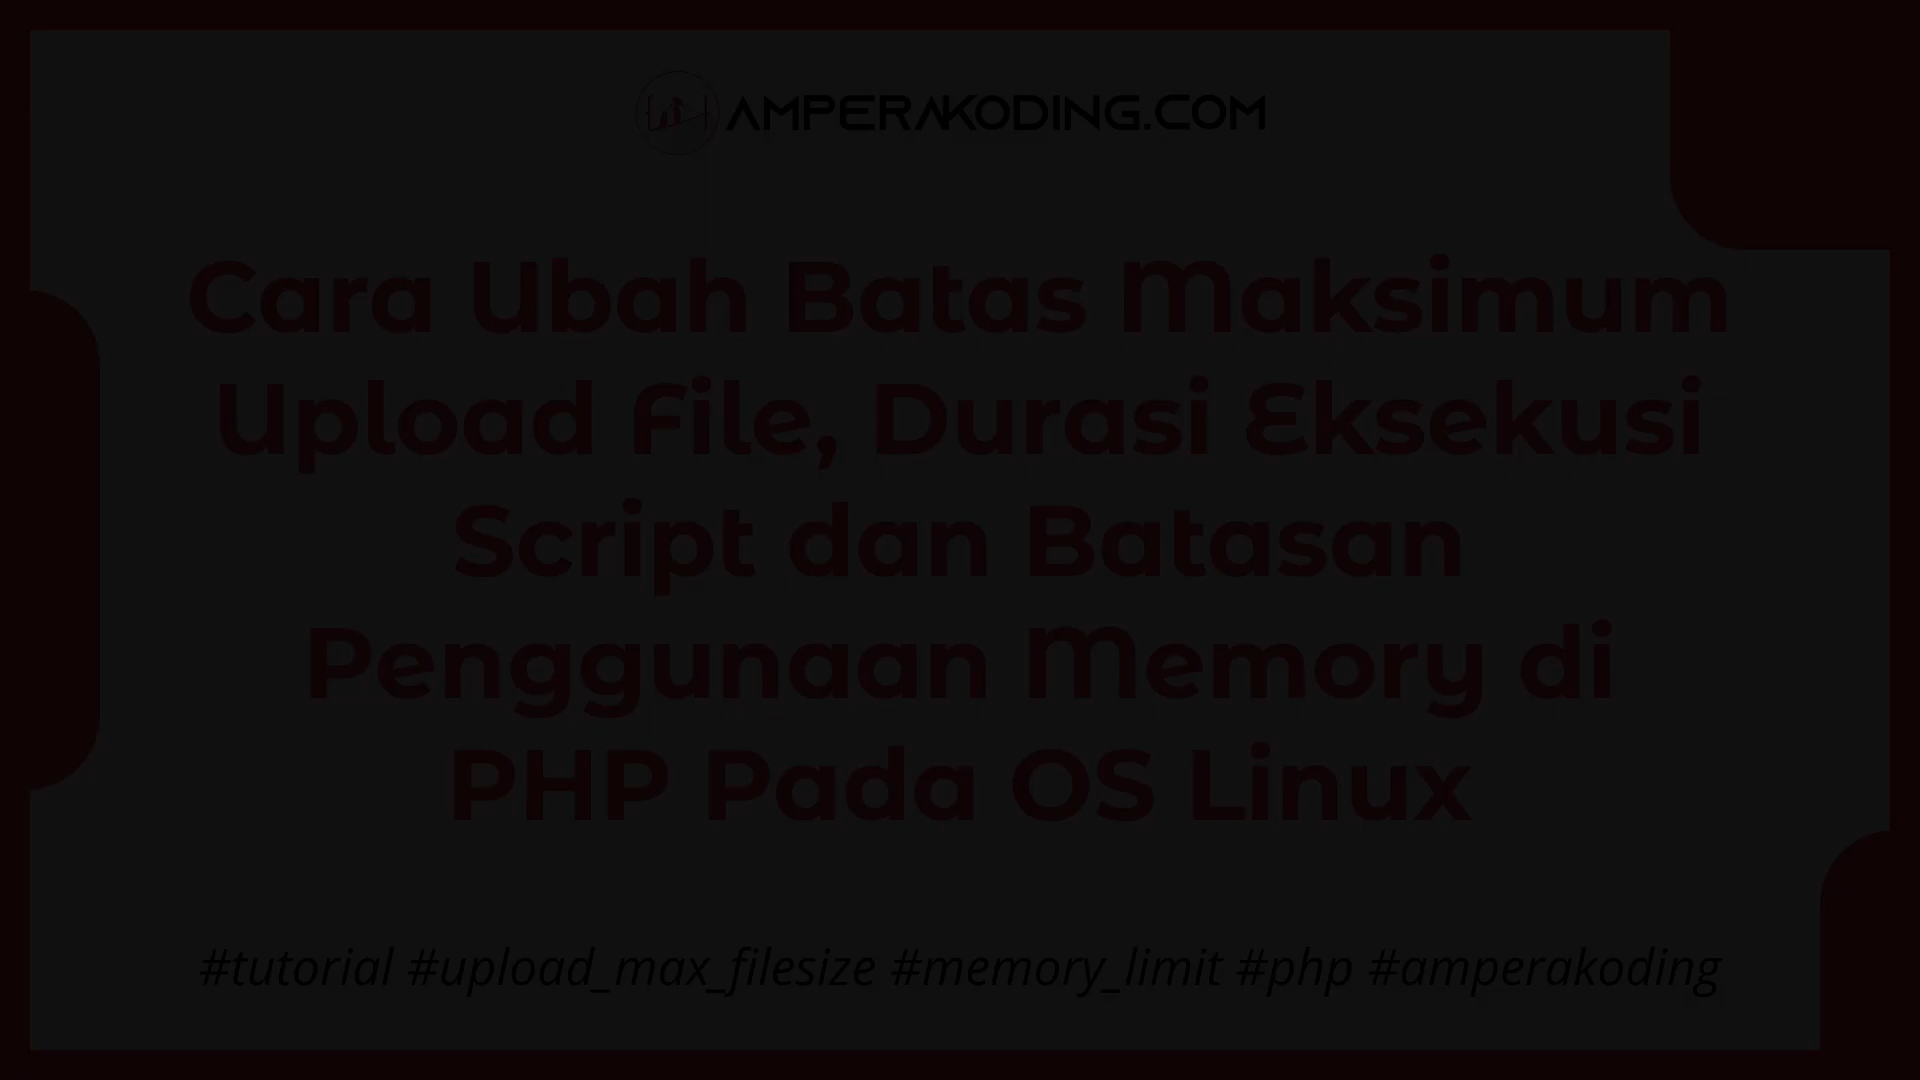 AMPERAKODING.COM
Cara Ubah Batas Maksimum
Upload File, Durasi Eksekusi
Script dan Batasan
Penggunaan Memory di
PHP Pada OS Linux
#tutorial #upload_max_filesize #memory_limit #php #amperakoding